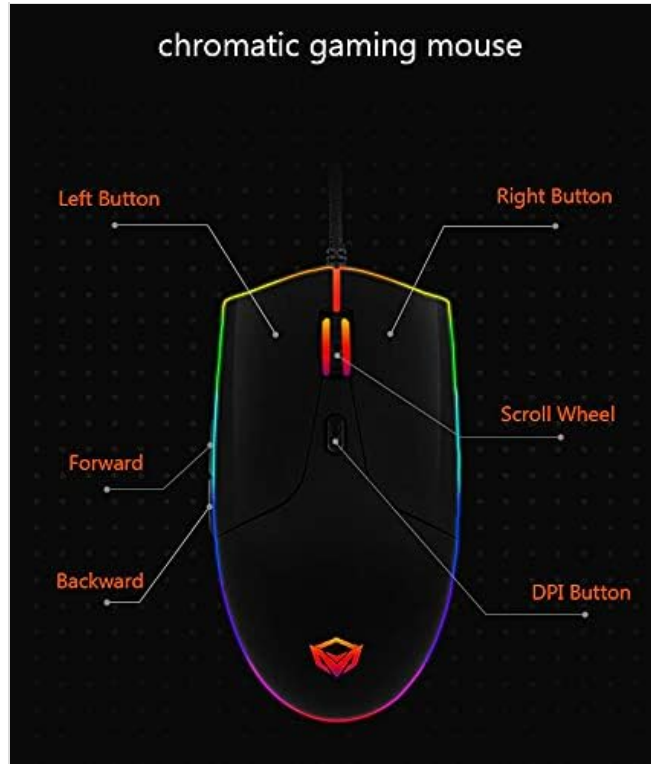 chromatic gaming mouse
Left Button
Right Button
Scroll Wheel
Forward
Backward
DPI Button